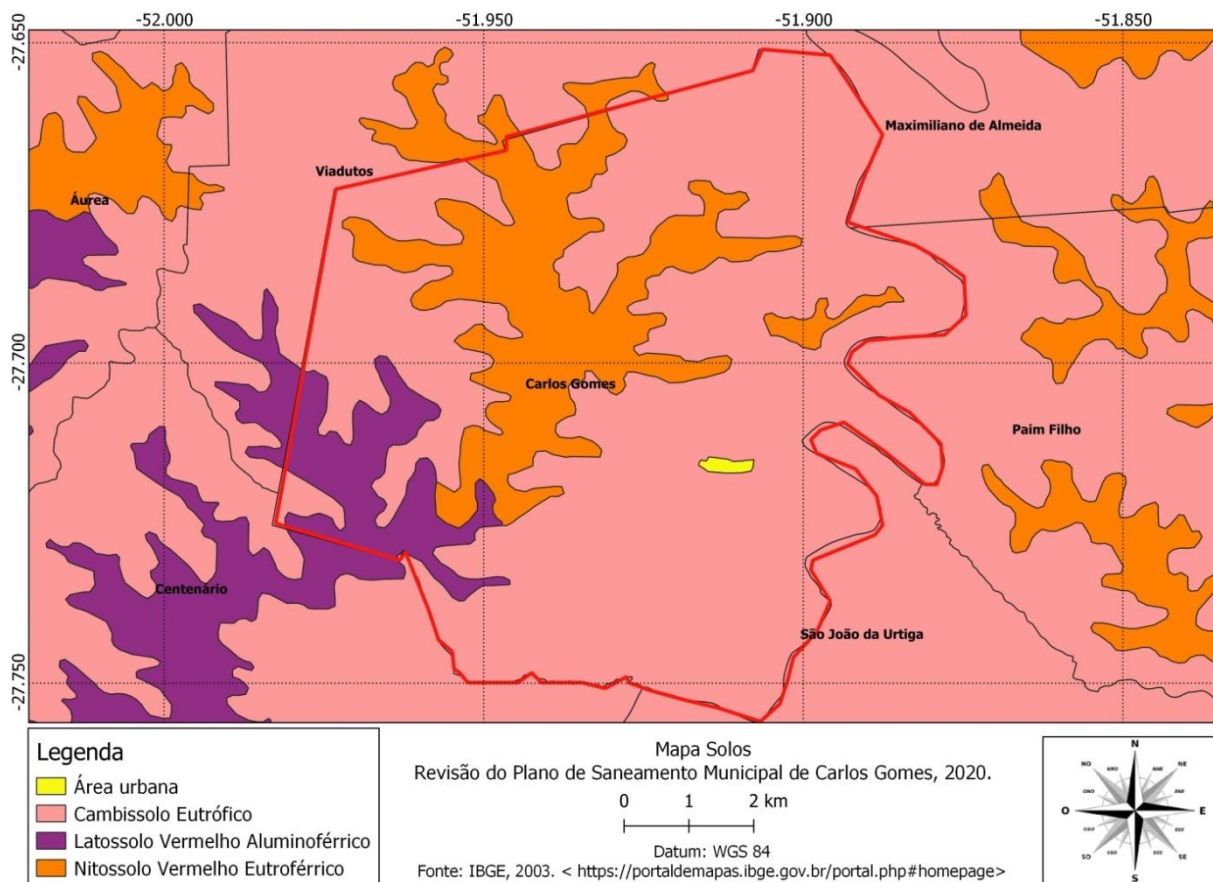 -52.000
-51.950
-51.900
-51.850
-27.650
Maximiliano de Almeida
Viadutos
Áurea
-27.700
Carlos Gomes
Paim Filho
Centenário
São João da Urtiga
-27.750
Legenda
Área urbana
Cambissolo Eutrófico
Latossolo Vermelho Aluminoférrico
Nitossolo Vermelho Eutroférrico
Mapa Solos
Revisão do Plano de Saneamento Municipal de Carlos Gomes, 2020.
0 1 2 km
Datum: WGS 84
Fonte: IBGE, 2003. < https://portaldemapas.ibge.gov.br/portal.php#homepage>
N
NO NE
O E
SO SE
S